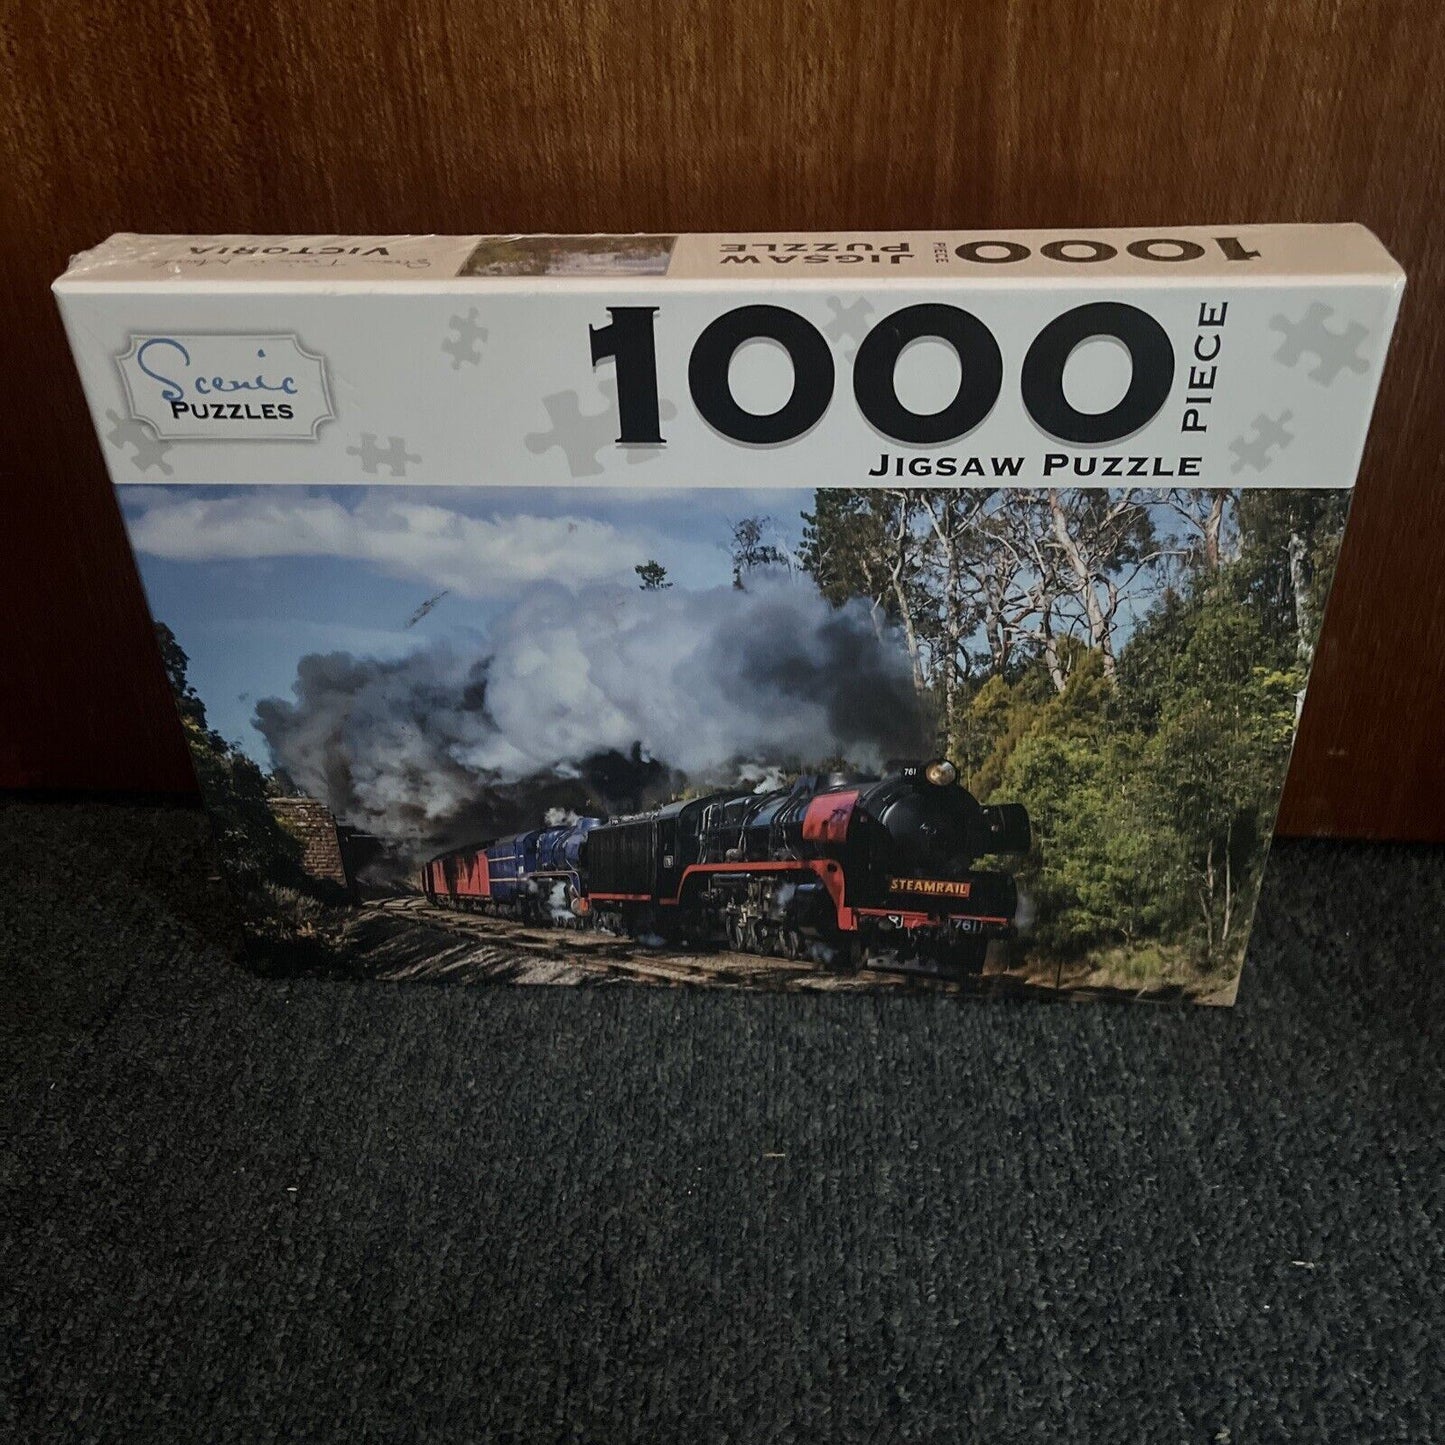 VICTORIA
JIGSAW
PUZZLE
1000
PIECE
Scenic
PUZZLES
1000
PIECE
JIGSAW PUZZLE
761
STEAMRAIL
761